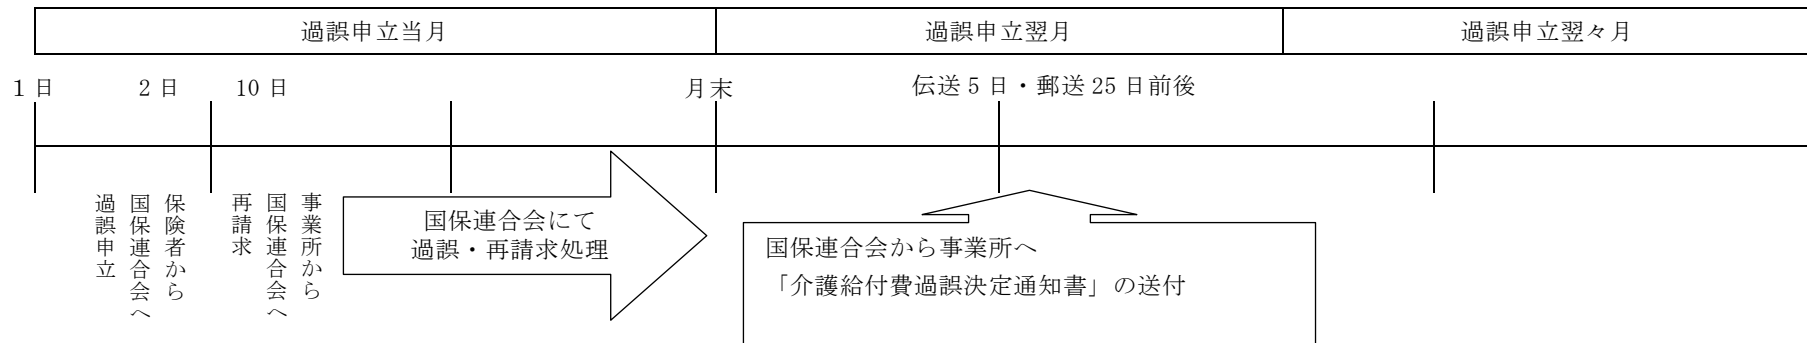 過誤申立当月
過誤申立翌月
過誤申立翌々月
1日
2日
10日
月末
伝送5日・郵送25日前後
保険者から
国保連合会へ
過誤申立
事業所から
国保連合会へ
再請求
国保連合会にて
過誤・再請求処理
国保連合会から事業所へ
「介護給付費過誤決定通知書」の送付